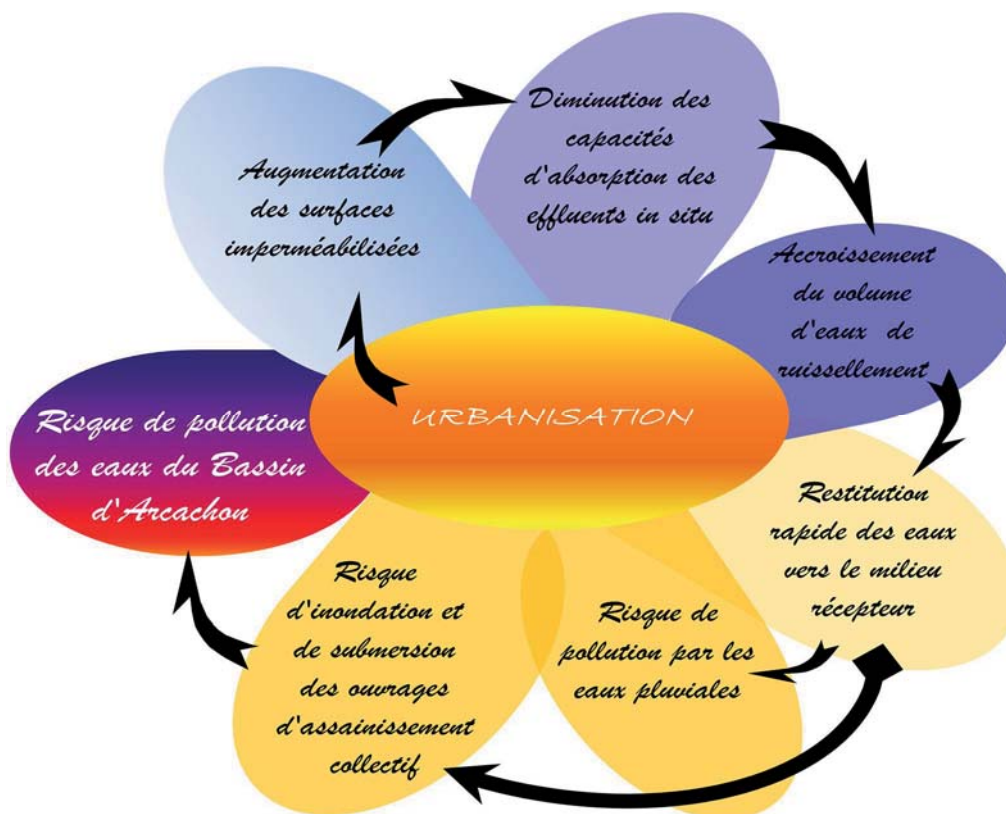 URBANISATION
Augmentation
des surfaces
imperméabilisées
Diminution des
capacités
d'absorption des
effluents in situ
Accroissement
du volume
d'eaux de
ruissellement
Restitution
rapide des eaux
vers le milieu
récepteur
Risque de
pollution par les
eaux pluviales
Risque
d'inondation et
de submersion
des ouvrages
d'assainissement
collectif
Risque de pollution
des eaux du Bassin
d'Arcachon